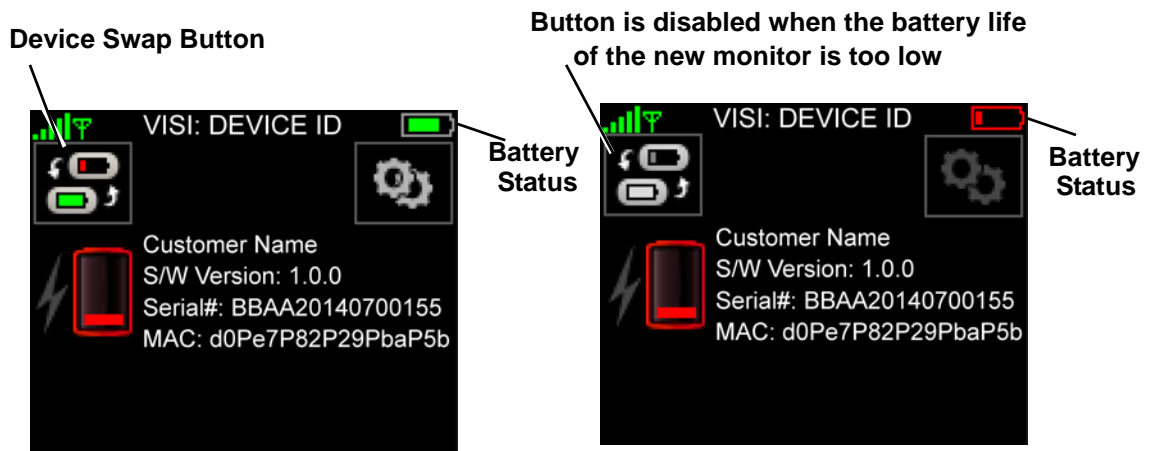 Device Swap Button
Button is disabled when the battery life
of the new monitor is too low
VISI: DEVICE ID
Battery
Status
Customer Name
S/W Version: 1.0.0
Serial#: BBAA20140700155
MAC: d0Pe7P82P29PbaP5b
VISI: DEVICE ID
Battery
Status
Customer Name
S/W Version: 1.0.0
Serial#: BBAA20140700155
MAC: d0Pe7P82P29PbaP5b